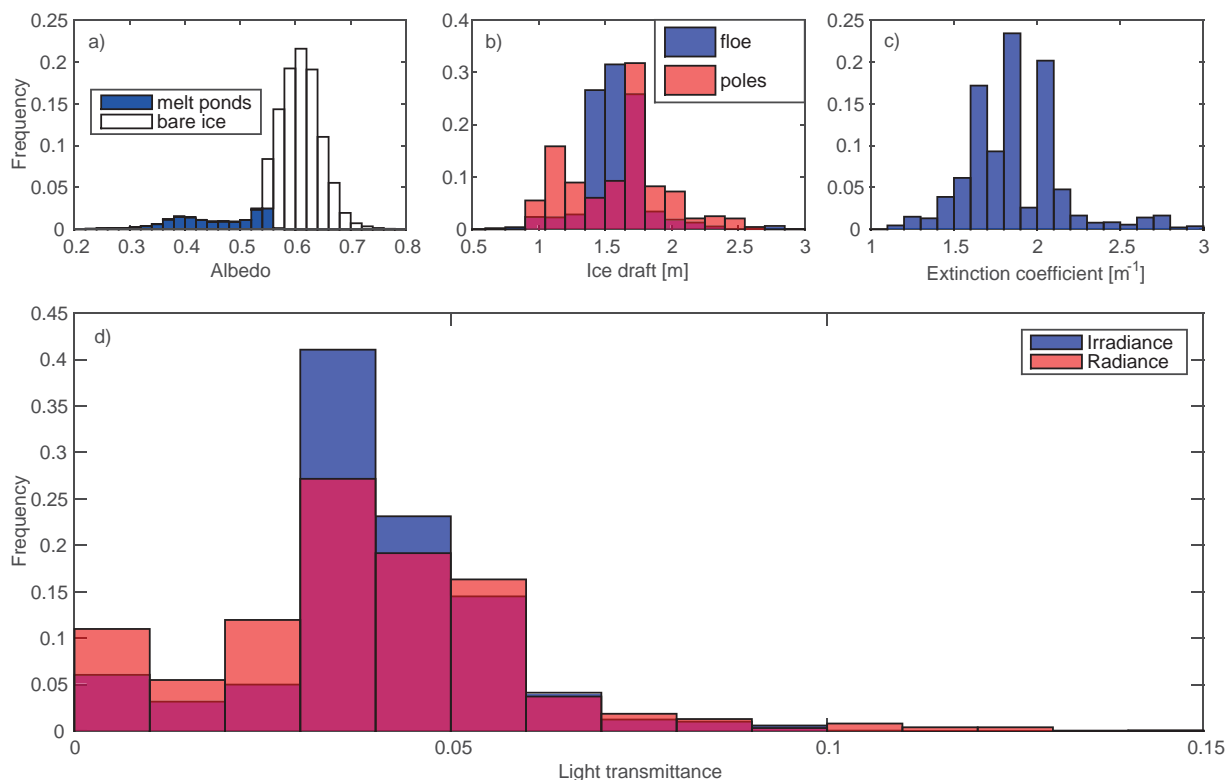 a)
0.25
0.2
0.15
0.1
0.05
0
Frequency
melt ponds
bare ice
0.2 0.3 0.4 0.5 0.6 0.7 0.8
Albedo
b)
0.4
0.3
0.2
0.1
0
floe
poles
0.5 1 1.5 2 2.5 3
Ice draft [m]
c)
0.25
0.2
0.15
0.1
0.05
0
1 1.5 2 2.5 3
Extinction coefficient [m⁻¹]
d)
0.45
0.4
0.35
0.3
0.25
0.2
0.15
0.1
0.05
0
Frequency
Irradiance
Radiance
0 0.05 0.1 0.15
Light transmittance